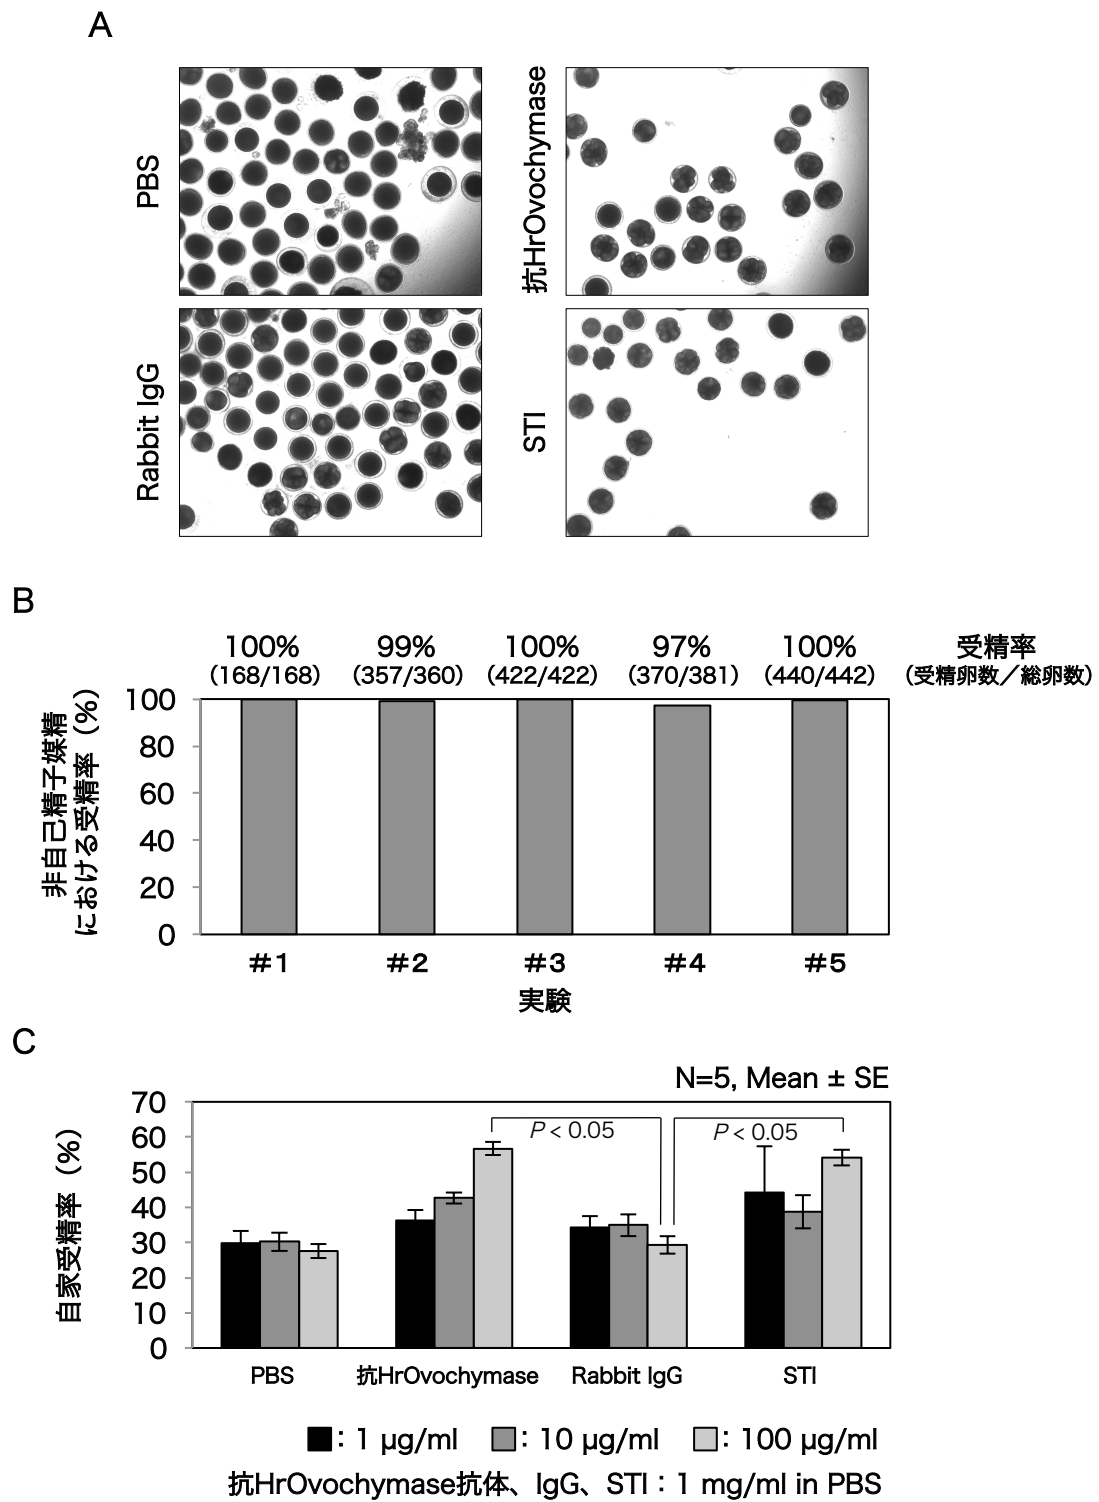 A
PBS
抗HrOvochymase
Rabbit IgG
STI
B
100%
(168/168)
99%
(357/360)
100%
(422/422)
97%
(370/381)
100%
(440/442)
受精率
(受精卵数／総卵数)
非自己精子媒精
における受精率（%）
100
80
60
40
20
0
#1
#2
#3
#4
#5
実験
C
N=5, Mean ± SE
自家受精率（%）
70
60
50
40
30
20
10
0
P < 0.05
P < 0.05
PBS
抗HrOvochymase
Rabbit IgG
STI
：1 μg/ml
：10 μg/ml
：100 μg/ml
抗HrOvochymase抗体、IgG、STI：1 mg/ml in PBS